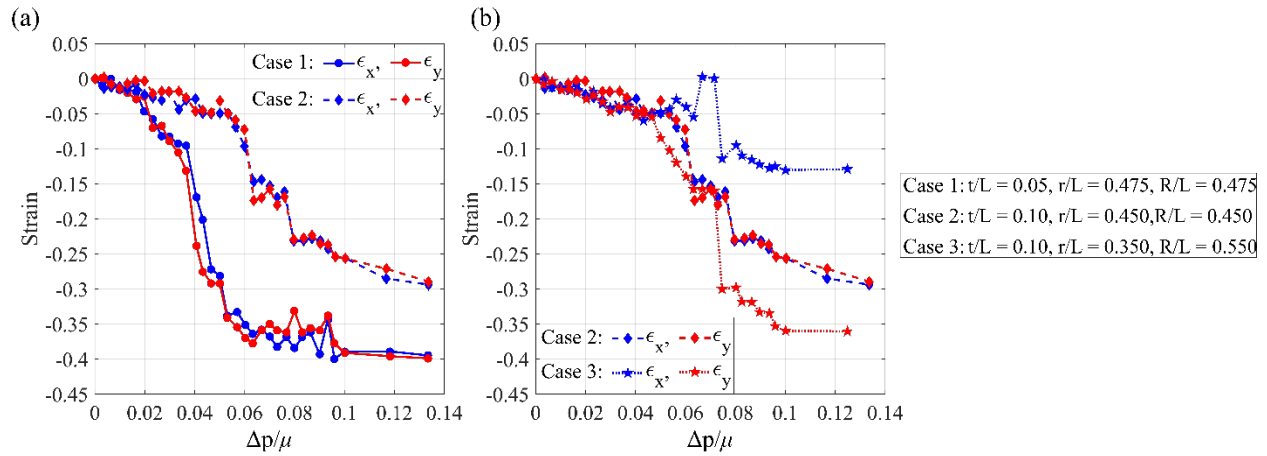 (a)
0.05
0
-0.05
-0.1
-0.15
-0.2
-0.25
-0.3
-0.35
-0.4
-0.45
Strain
Case 1: ϵx, ϵy
Case 2: ϵx, ϵy
0 0.02 0.04 0.06 0.08 0.1 0.12 0.14
Δp/μ
(b)
0.05
0
-0.05
-0.1
-0.15
-0.2
-0.25
-0.3
-0.35
-0.4
-0.45
Strain
Case 2: ϵx, ϵy
Case 3: ϵx, ϵy
0 0.02 0.04 0.06 0.08 0.1 0.12 0.14
Δp/μ
Case 1: t/L = 0.05, r/L = 0.475, R/L = 0.475
Case 2: t/L = 0.10, r/L = 0.450,R/L = 0.450
Case 3: t/L = 0.10, r/L = 0.350, R/L = 0.550